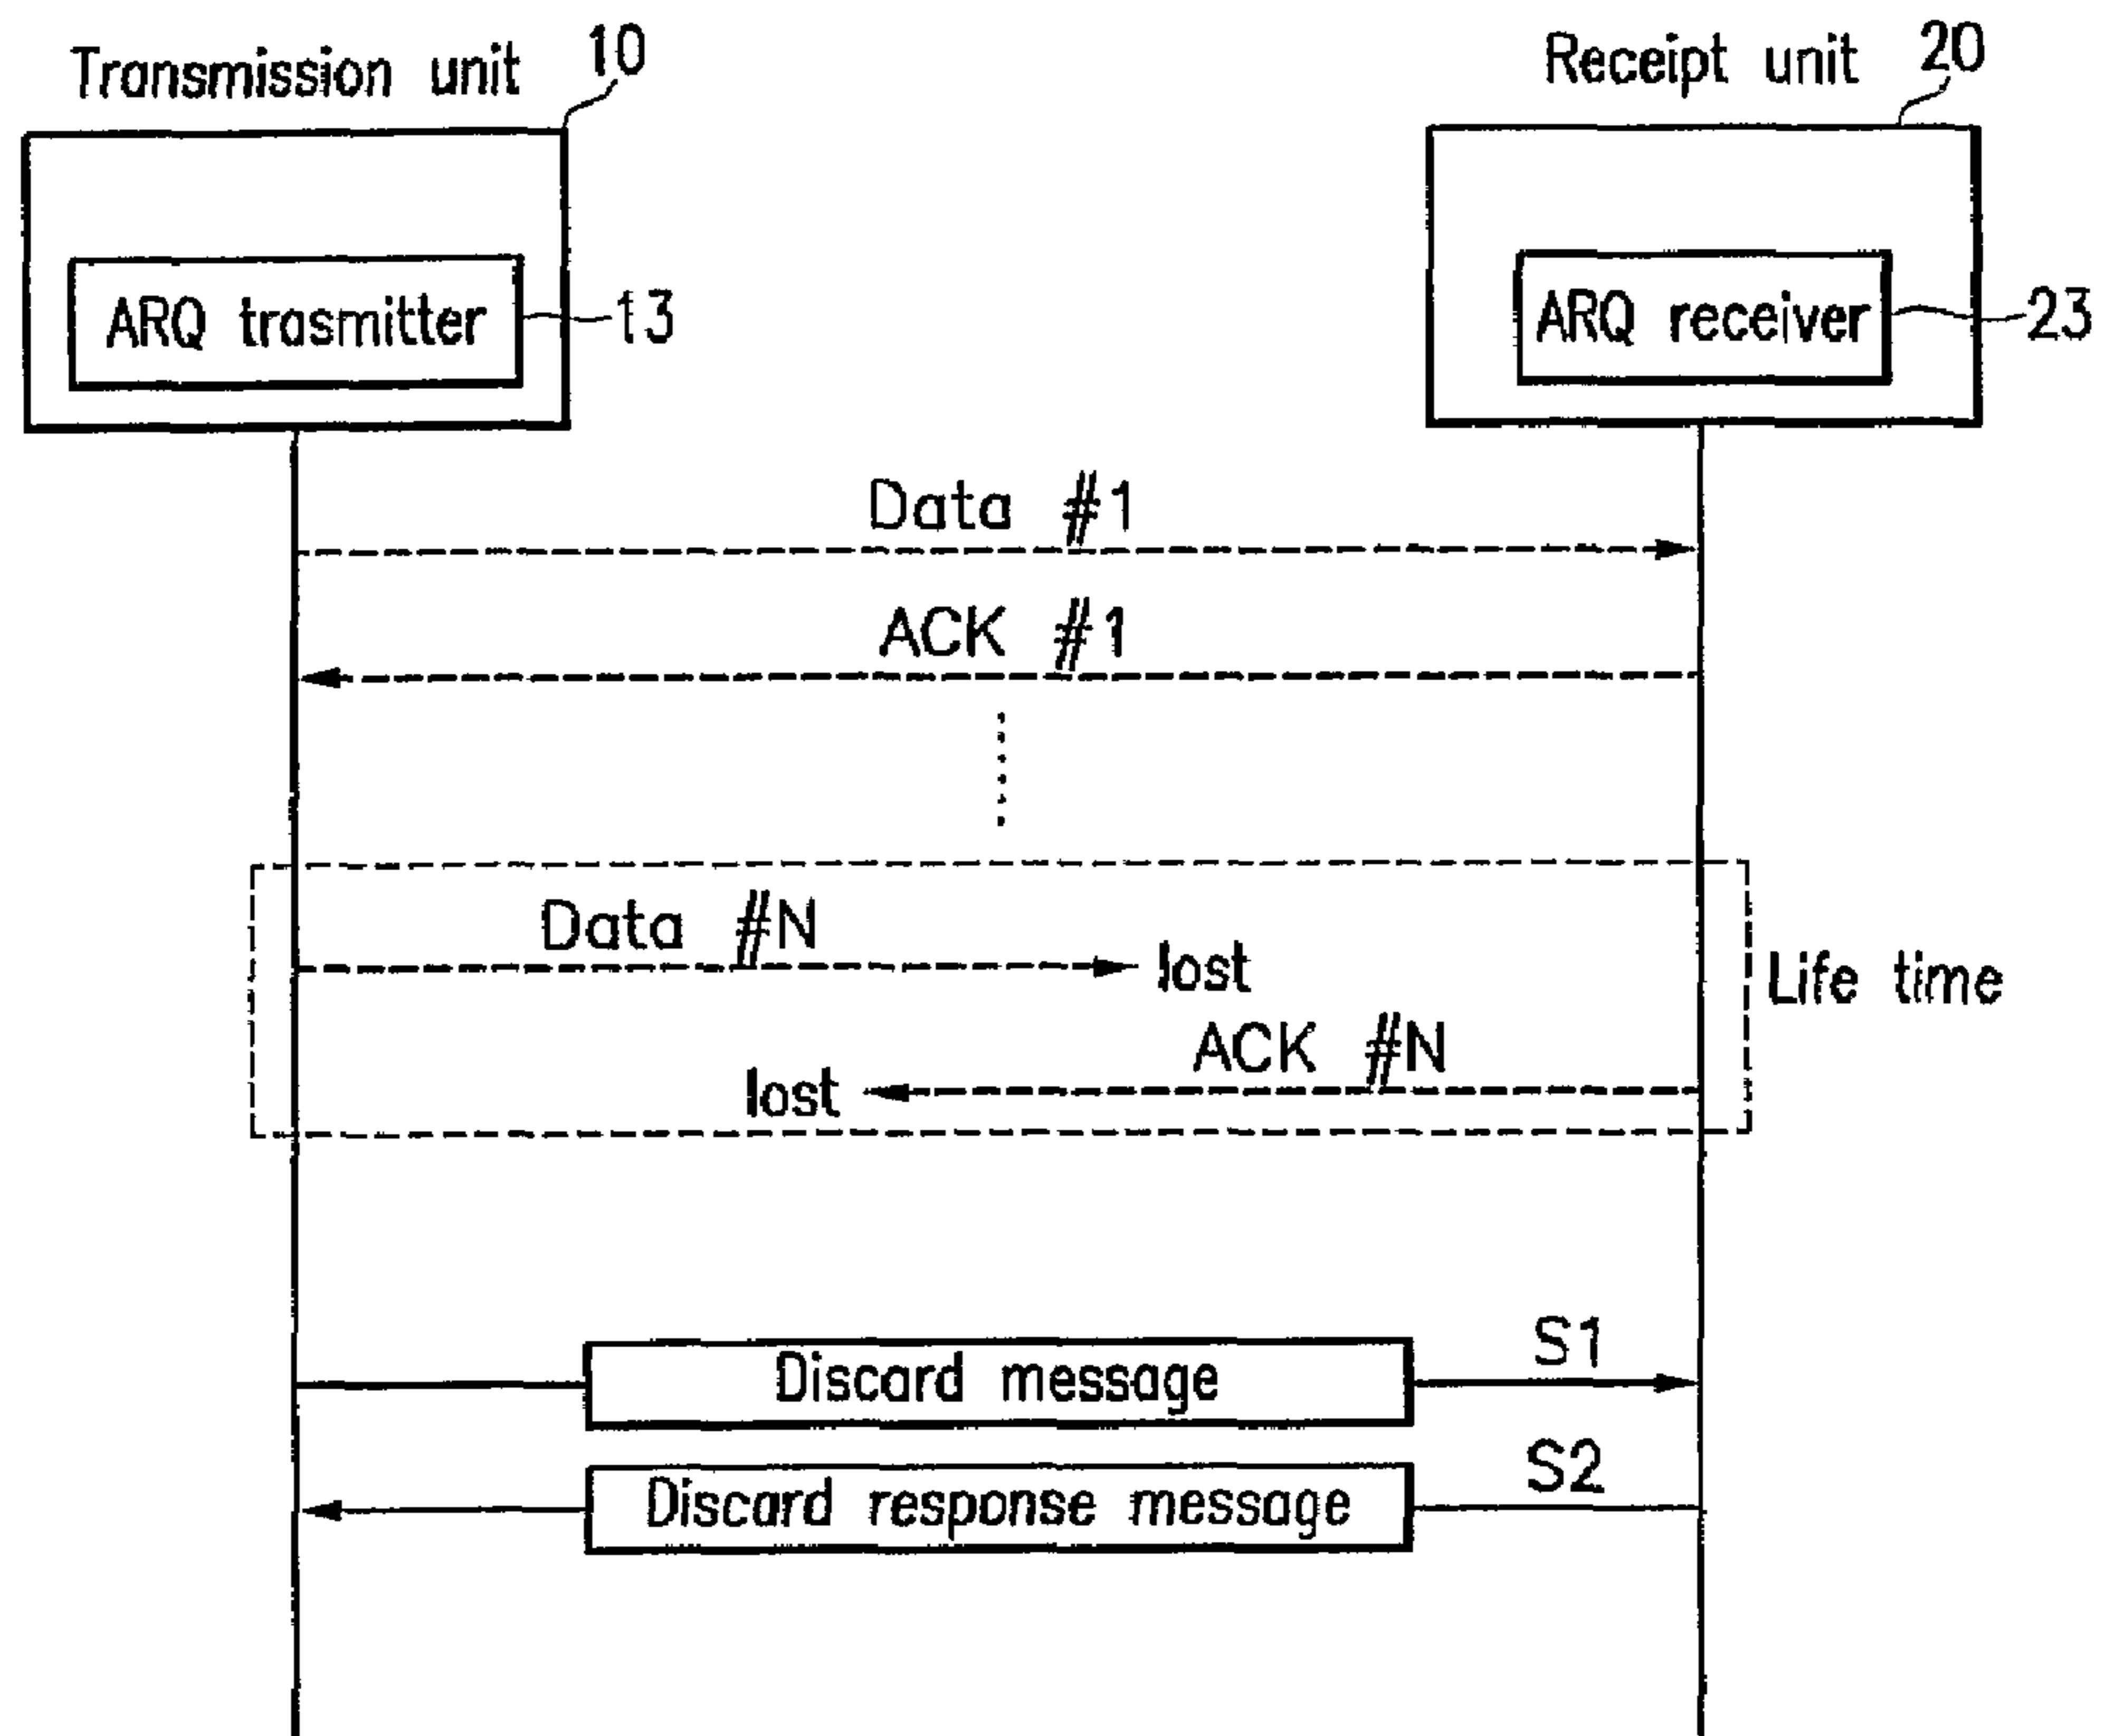 Transmission unit
10
Receipt unit
20
ARQ trasmitter
13
ARQ receiver
23
Data #1
ACK #1
Data #N
lost
Life time
ACK #N
lost
Discard message
S1
Discard response message
S2